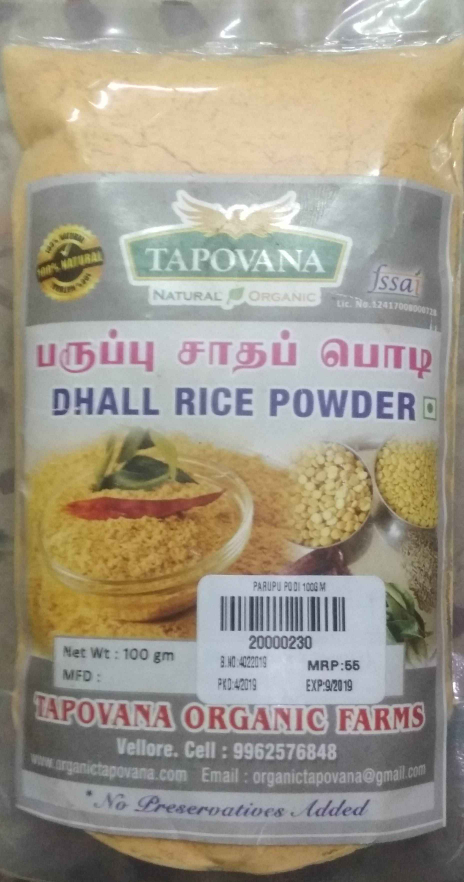 100% NATURAL
TAPOVANA
NATURAL ORGANIC
fssai
Lic. No.
பருப்பு சாதப் பொடி
DHALL RICE POWDER
PARUPU PODI 100GM
20000230
B.NO:4022019
MRP:55
PKD:4/2019
EXP:9/2019
Net Wt : 100 gm
MFD :
TAPOVANA ORGANIC FARMS
Vellore. Cell : 9962576848
www.organictapovana.com Email : organictapovana@gmail.com
*No Preservatives Added